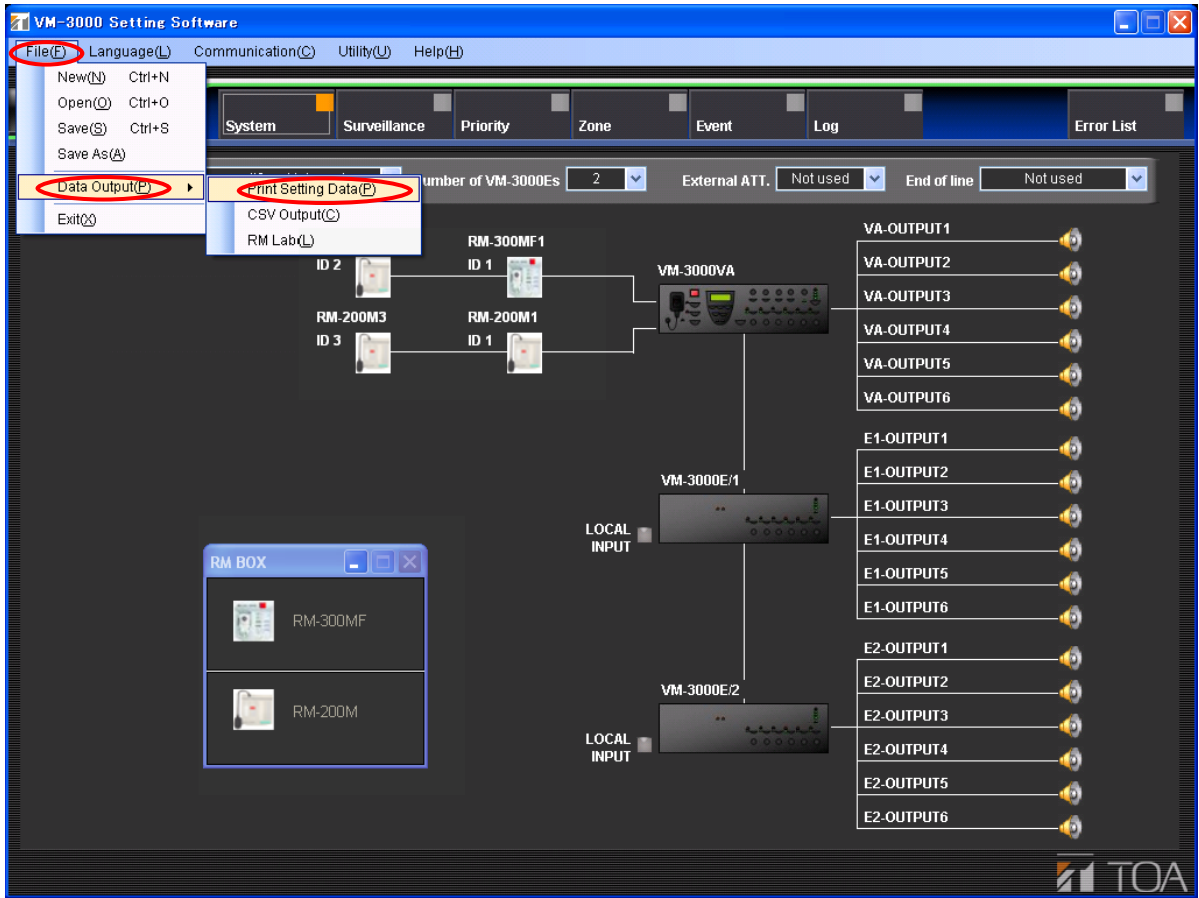 VM-3000 Setting Software
File(F) Language(L) Communication(C) Utility(U) Help(H)
New(N) Ctrl+N
Open(O) Ctrl+O
Save(S) Ctrl+S
Save As(A)
Data Output(P)
Exit(X)
Print Setting Data(P)
CSV Output(C)
RM Label(L)
System Surveillance Priority Zone Event Log Error List
umber of VM-3000Es 2 External ATT. Not used End of line Not used
RM-300MF1
ID 2 ID 1
RM-200M3 RM-200M1
ID 3 ID 1
VM-3000VA
VA-OUTPUT1
VA-OUTPUT2
VA-OUTPUT3
VA-OUTPUT4
VA-OUTPUT5
VA-OUTPUT6
VM-3000E/1
LOCAL
INPUT
E1-OUTPUT1
E1-OUTPUT2
E1-OUTPUT3
E1-OUTPUT4
E1-OUTPUT5
E1-OUTPUT6
RM BOX
RM-300MF
RM-200M
VM-3000E/2
LOCAL
INPUT
E2-OUTPUT1
E2-OUTPUT2
E2-OUTPUT3
E2-OUTPUT4
E2-OUTPUT5
E2-OUTPUT6
TOA